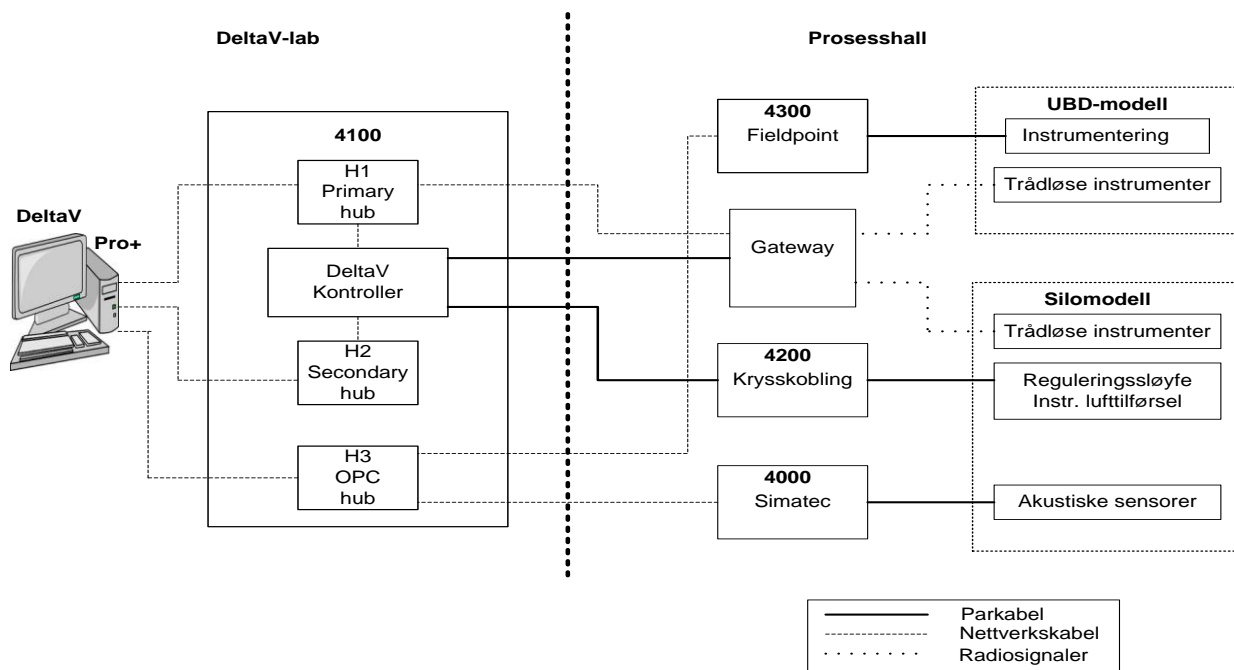 DeltaV-lab
Prosesshall
DeltaV
Pro+
4100
H1
Primary
hub
DeltaV
Kontroller
H2
Secondary
hub
H3
OPC
hub
4300
Fieldpoint
Gateway
4200
Krysskobling
4000
Simatec
UBD-modell
Instrumentering
Trådløse instrumenter
Silomodell
Trådløse instrumenter
Reguleringssløyfe
Instr. lufttilførsel
Akustiske sensorer
Parkabel
Nettverkskabel
Radiosignaler